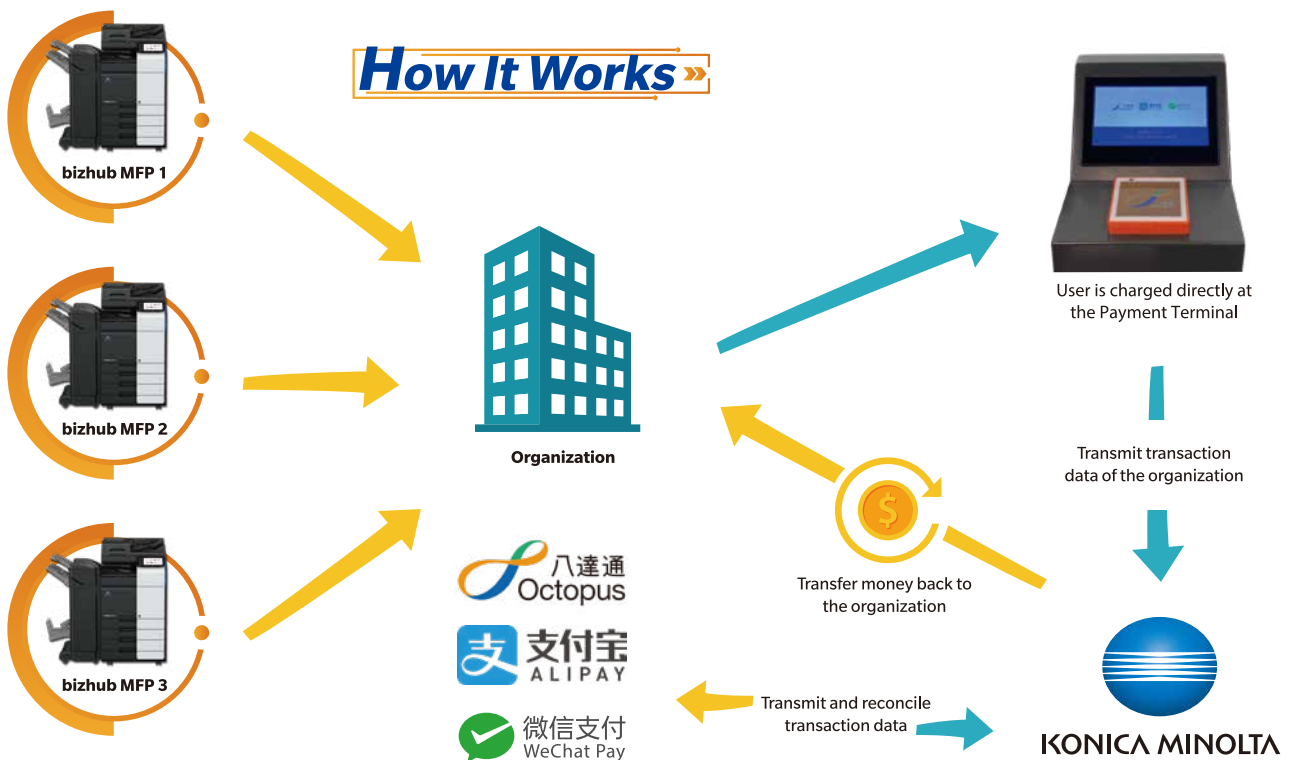 How It Works
bizhub MFP 1
bizhub MFP 2
bizhub MFP 3
Organization
User is charged directly at
the Payment Terminal
Transmit transaction
data of the organization
Transfer money back to
the organization
八達通
Octopus
支 支付宝
ALIPAY
微信支付
WeChat Pay
Transmit and reconcile
transaction data
KONICA MINOLTA
$